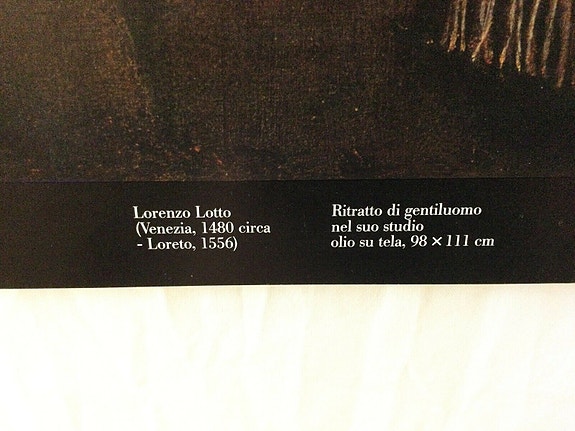 Lorenzo Lotto
(Venezia, 1480 circa
- Loreto, 1556)
Ritratto di gentiluomo
nel suo studio
olio su tela, 98 × 111 cm